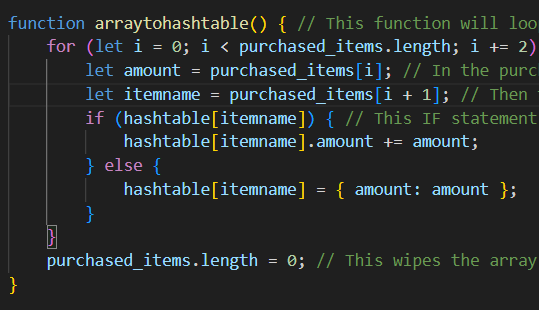 function arraytohashtable() { // This function will loo
for (let i = 0; i < purchased_items.length; i += 2)
let amount = purchased_items[i]; // In the purc
let itemname = purchased_items[i + 1]; // Then
if (hashtable[itemname]) { // This IF statement
hashtable[itemname].amount += amount;
} else {
hashtable[itemname] = { amount: amount };
}
}
purchased_items.length = 0; // This wipes the array
}